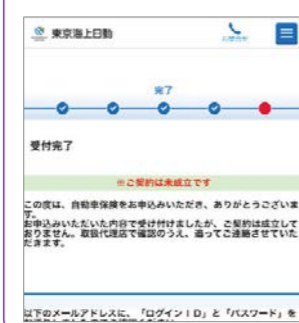 東京海上日動
お問合せ
完了
受付完了
※ご契約は未成立です
この度は、自動車保険をお申込みいただき、ありがとうございま
す。
お申込みいただいた内容で受け付けましたが、ご契約は成立して
おりません。取扱代理店で確認のうえ、追ってご連絡させていた
だきます。
以下のメールアドレスに、「ログインID」と「パスワード」を